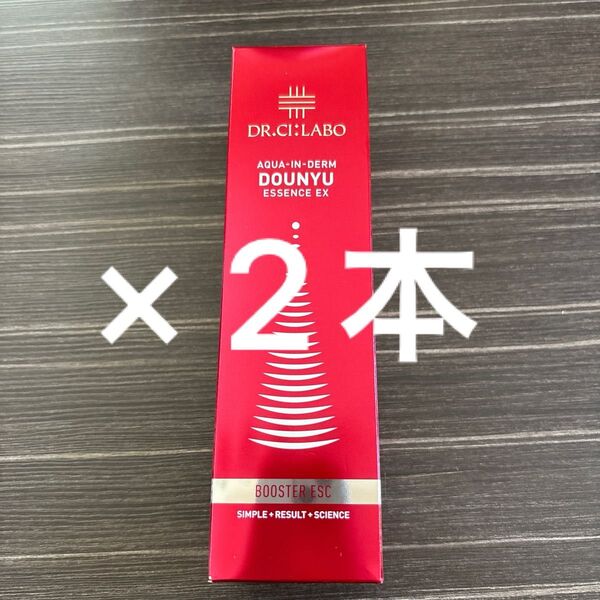 DR.CI:LABO
AQUA-IN-DERM
DOUNYU
ESSENCE EX
×2本
BOOSTER ESC
SIMPLE+RESULT+SCIENCE